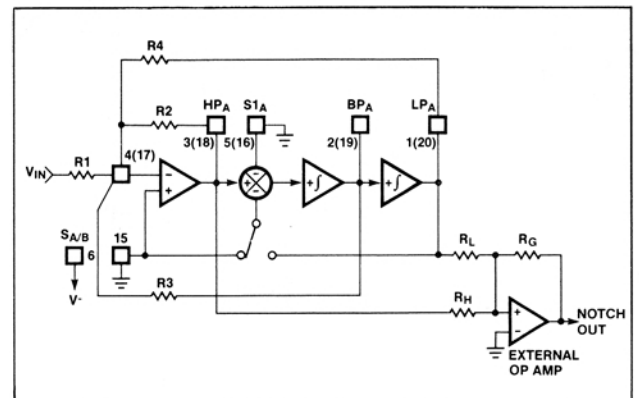 R4
R2
HPA
S1A
BPA
LPA
3(18)
5(16)
2(19)
1(20)
VIN
R1
4(17)
-
+
-
-
+
+∫
+∫
SA/B
6
V-
15
R3
RL
RG
RH
+
-
NOTCH
OUT
EXTERNAL
OP AMP